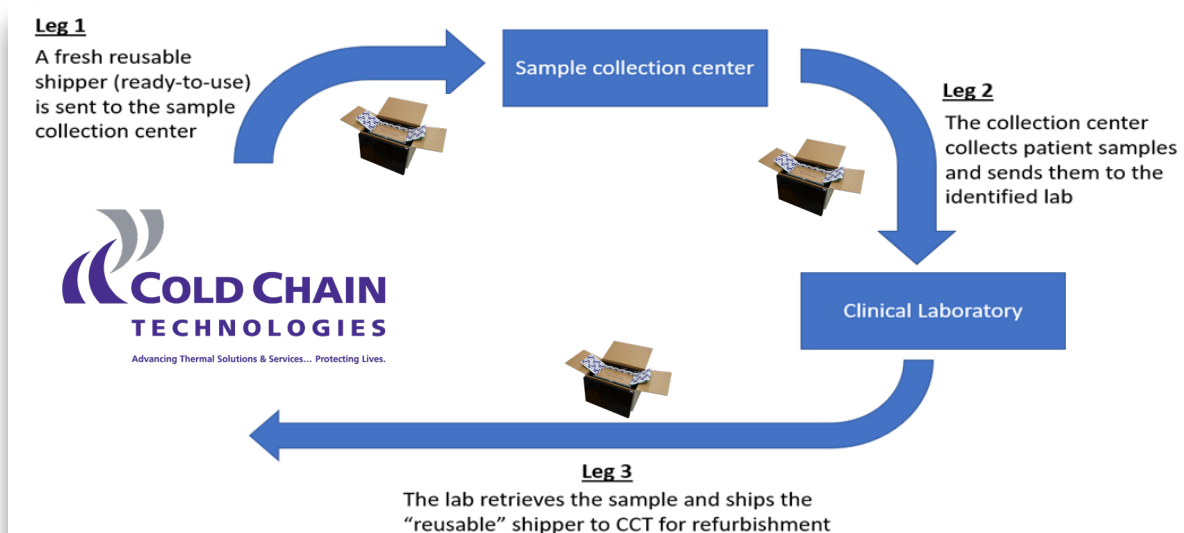 Leg 1
A fresh reusable
shipper (ready-to-use)
is sent to the sample
collection center
Sample collection center
Leg 2
The collection center
collects patient samples
and sends them to the
identified lab
COLD CHAIN
TECHNOLOGIES
Advancing Thermal Solutions & Services... Protecting Lives.
Clinical Laboratory
Leg 3
The lab retrieves the sample and ships the
“reusable” shipper to CCT for refurbishment